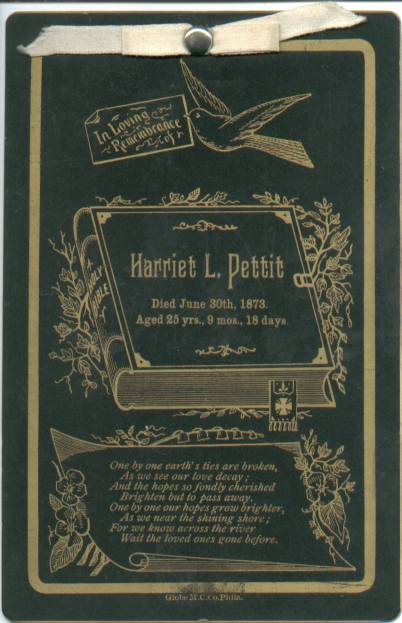 In Loving
Remembrance
of
HOLY
BIBLE
Harriet L. Pettit
Died June 30th, 1873.
Aged 25 yrs., 9 mos., 18 days.
One by one earth's ties are broken,
As we see our love decay;
And the hopes so fondly cherished
Brighten but to pass away.
One by one our hopes grow brighter,
As we near the shining shore;
For we know across the river
Wait the loved ones gone before.
Globe M.C.Co.Phila.